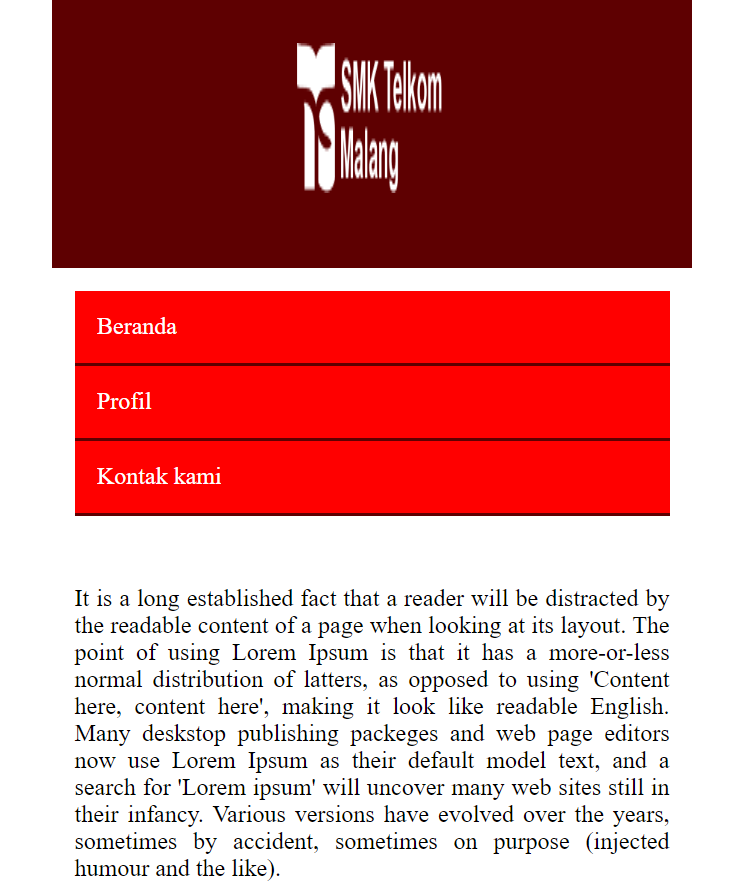 SMK Telkom
Malang
Beranda
Profil
Kontak kami
It is a long established fact that a reader will be distracted by
the readable content of a page when looking at its layout. The
point of using Lorem Ipsum is that it has a more-or-less
normal distribution of latters, as opposed to using 'Content
here, content here', making it look like readable English.
Many deskstop publishing packeges and web page editors
now use Lorem Ipsum as their default model text, and a
search for 'Lorem ipsum' will uncover many web sites still in
their infancy. Various versions have evolved over the years,
sometimes by accident, sometimes on purpose (injected
humour and the like).